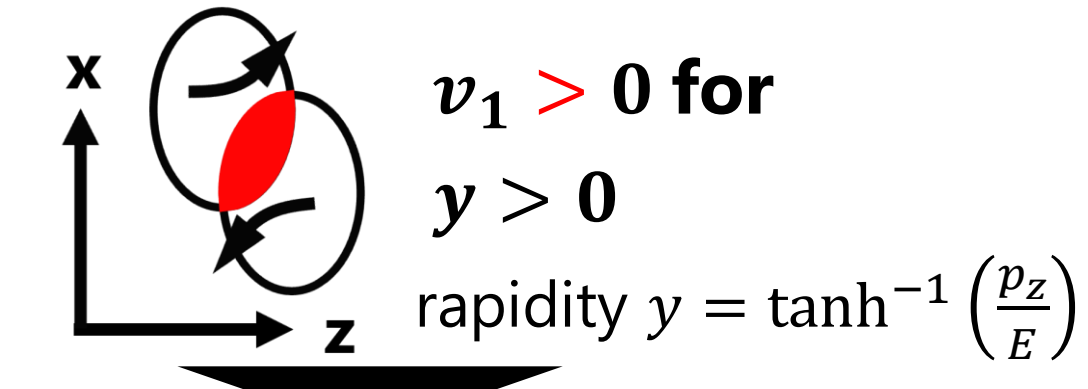 x
z
v₁ > 0 for
y > 0
rapidity y = tanh⁻¹ (p_z/E)